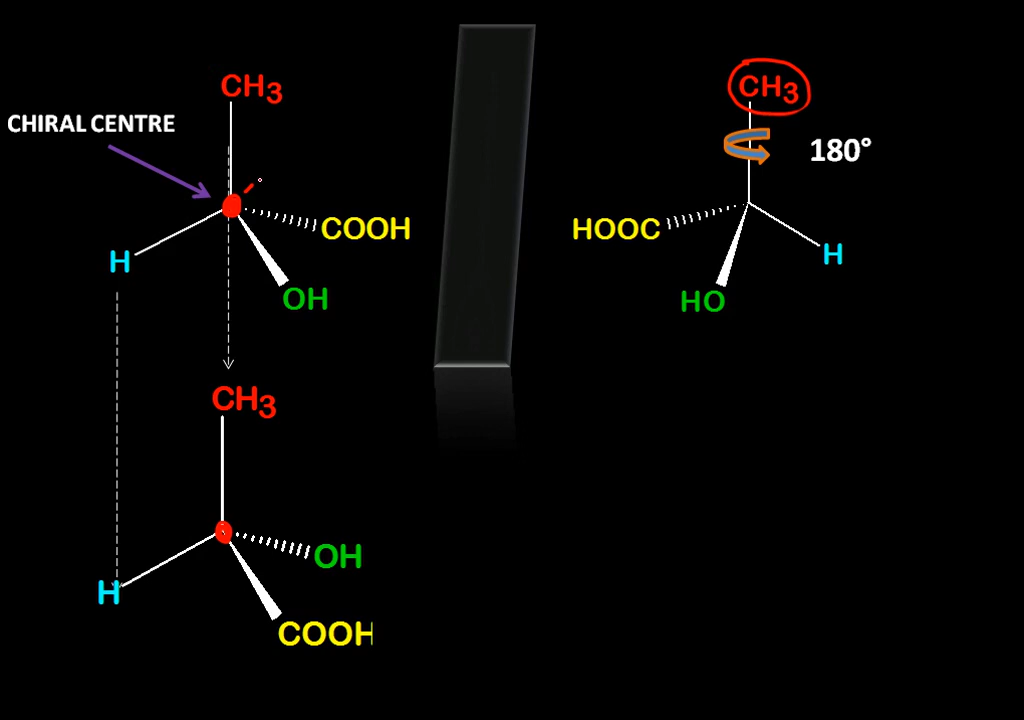 CH3
CHIRAL CENTRE
COOH
H
OH
CH3
180°
HOOC
H
HO
CH3
OH
H
COOH